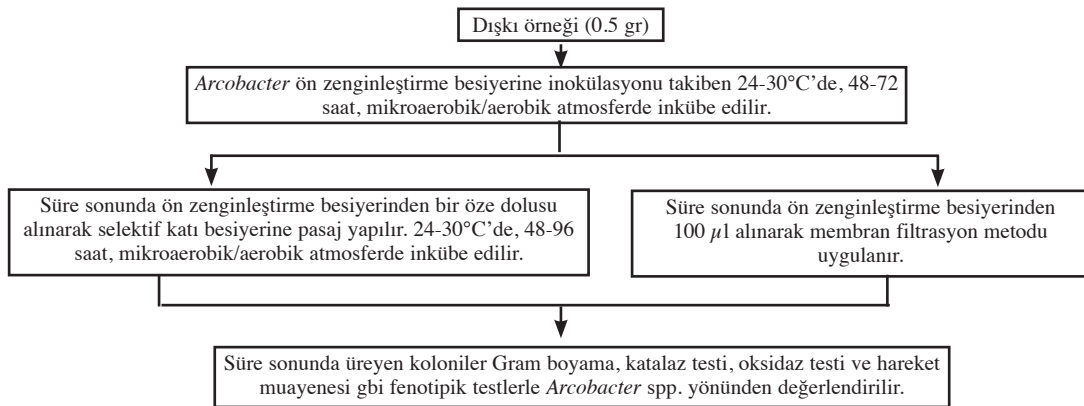 Dışkı örneği (0.5 gr)
Arcobacter ön zenginleştirme besiyerine inokülasyonu takiben 24-30°C’de, 48-72
saat, mikroaerobik/aerobik atmosferde inkübe edilir.
Süre sonunda ön zenginleştirme besiyerinden bir öze dolusu
alınarak selektif katı besiyerine pasaj yapılır. 24-30°C’de, 48-96
saat, mikroaerobik/aerobik atmosferde inkübe edilir.
Süre sonunda ön zenginleştirme besiyerinden
100 µl alınarak membran filtrasyon metodu
uygulanır.
Süre sonunda üreyen koloniler Gram boyama, katalaz testi, oksidaz testi ve hareket
muayenesi gbi fenotipik testlerle Arcobacter spp. yönünden değerlendirilir.